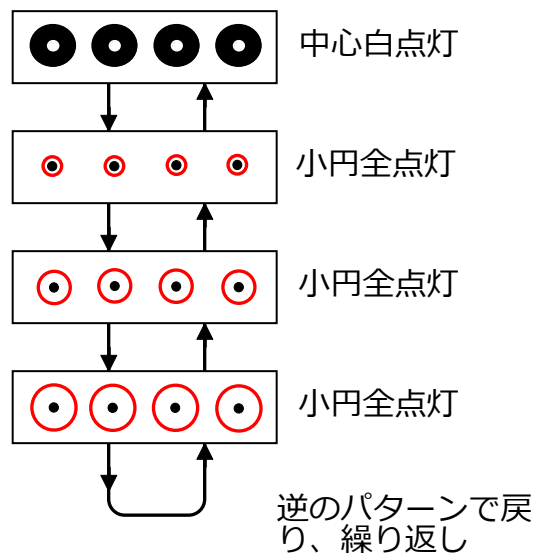 中心白点灯
小円全点灯
小円全点灯
小円全点灯
逆のパターンで戻
り、繰り返し